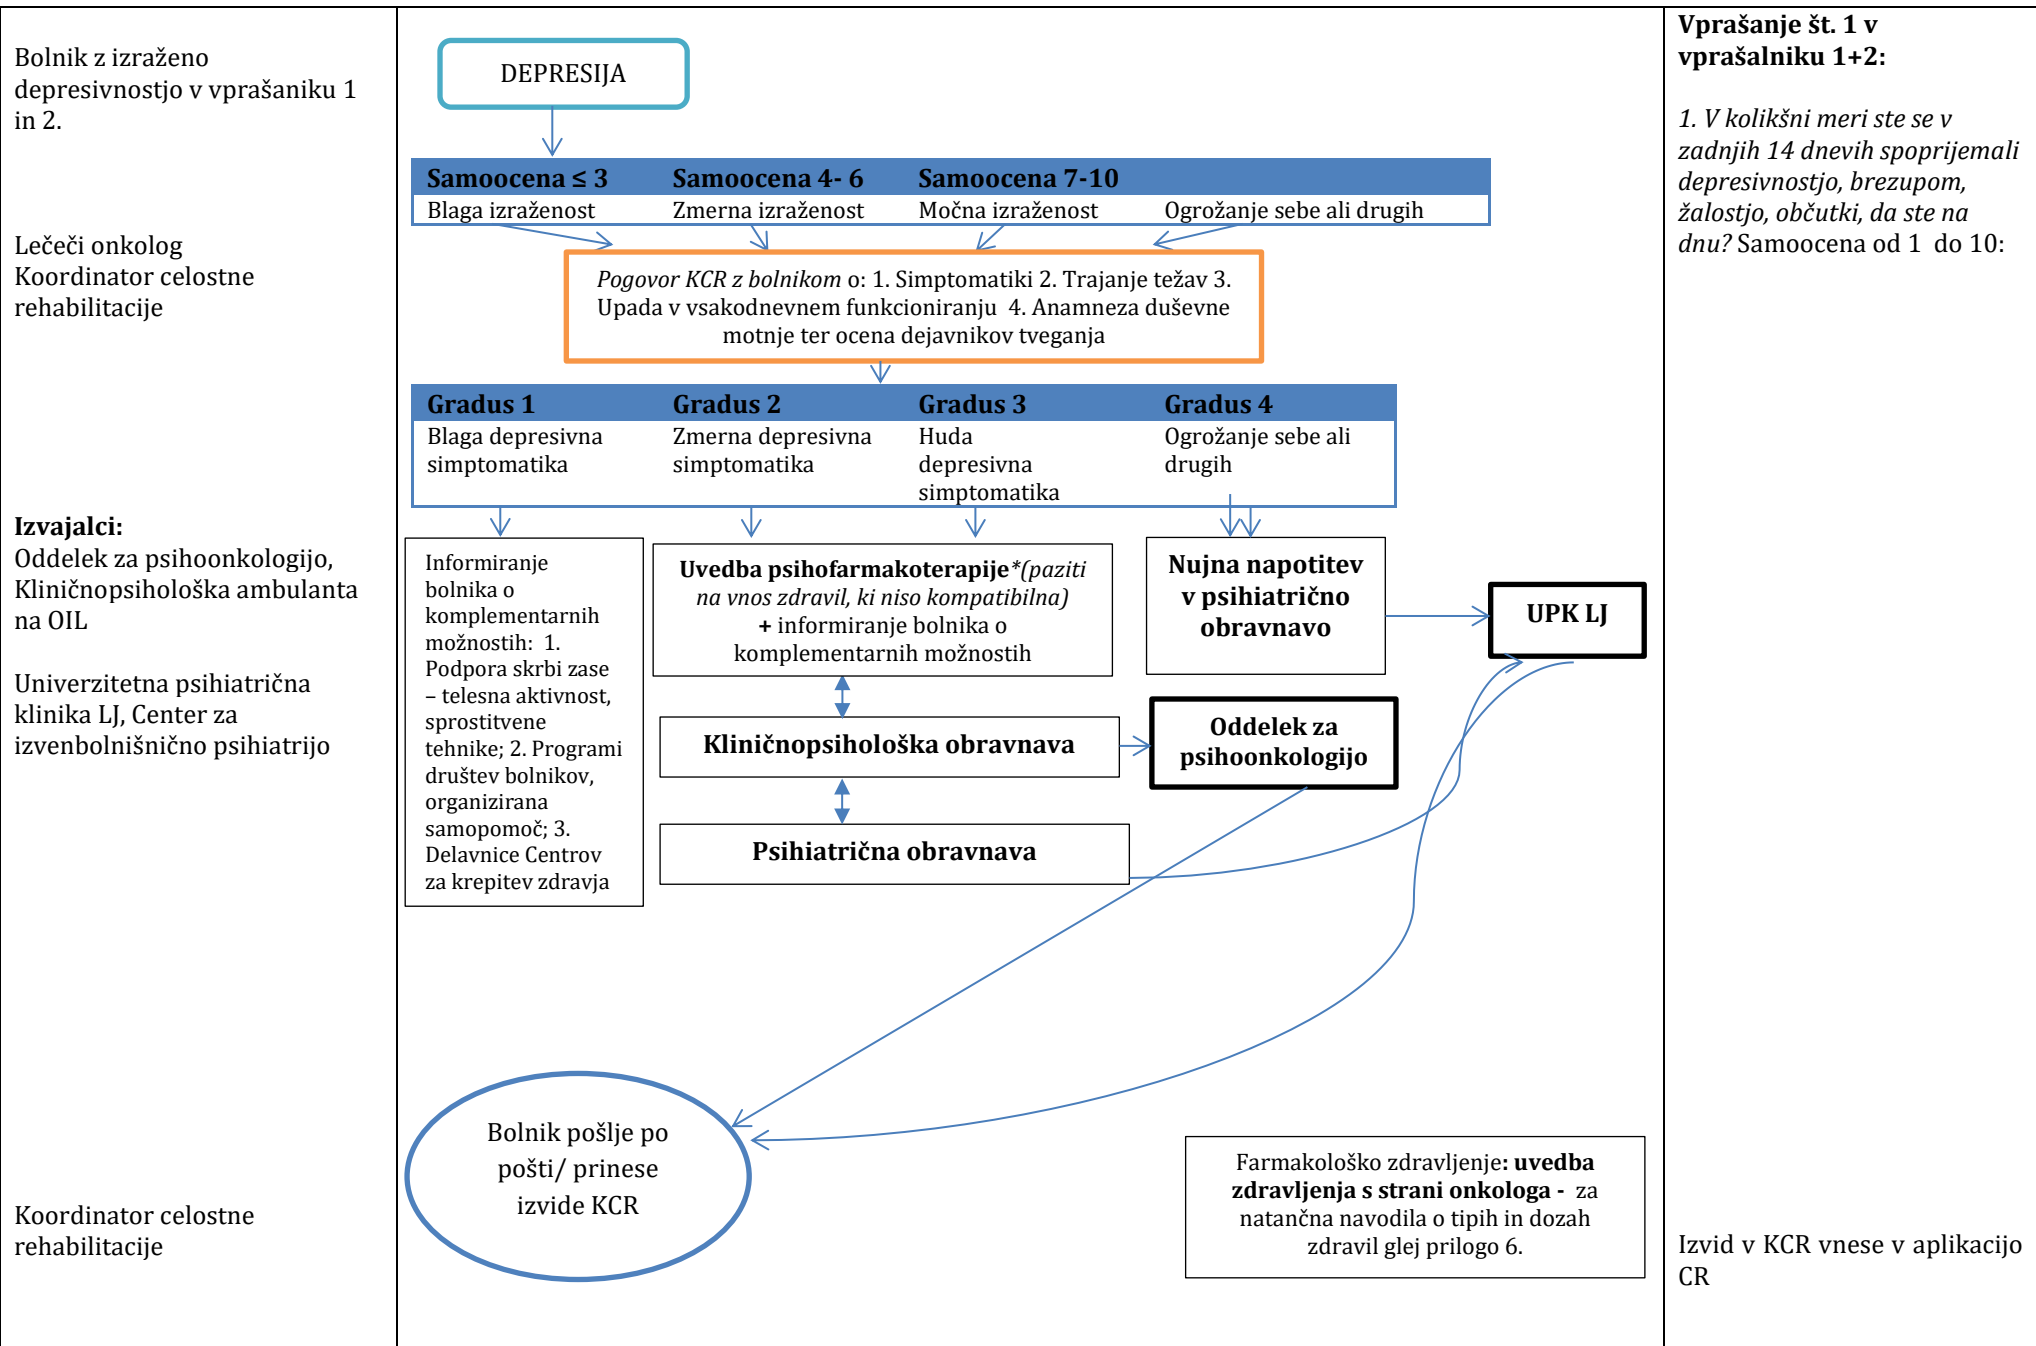 Bolnik z izraženo
depresivnostjo v vprašaniku 1
in 2.
Lečeči onkolog
Koordinator celostne
rehabilitacije
Izvajalci:
Oddelek za psihoonkologijo,
Kliničnopsihološka ambulanta
na OIL
Univerzitetna psihiatrična
klinika LJ, Center za
izvenbolnišnično psihiatrijo
Koordinator celostne
rehabilitacije
DEPRESIJA
Samoocena ≤ 3 Samoocena 4- 6 Samoocena 7-10
Blaga izraženost Zmerna izraženost Močna izraženost Ogrožanje sebe ali drugih
Pogovor KCR z bolnikom o: 1. Simptomatiki 2. Trajanje težav 3.
Upada v vsakodnevnem funkcioniranju 4. Anamneza duševne
motnje ter ocena dejavnikov tveganja
Gradus 1 Gradus 2 Gradus 3 Gradus 4
Blaga depresivna
simptomatika
Zmerna depresivna
simptomatika
Huda
depresivna
simptomatika
Ogrožanje sebe ali
drugih
Informiranje
bolnika o
komplementarnih
možnostih: 1.
Podpora skrbi zase
– telesna aktivnost,
sprostitvene
tehnike; 2. Programi
društev bolnikov,
organizirana
samopomoč; 3.
Delavnice Centrov
za krepitev zdravja
Uvedba psihofarmakoterapije*(paziti
na vnos zdravil, ki niso kompatibilna)
+ informiranje bolnika o
komplementarnih možnostih
Nujna napotitev
v psihiatrično
obravnavo
UPK LJ
Kliničnopsihološka obravnava
Oddelek za
psihoonkologijo
Psihiatrična obravnava
Bolnik pošlje po
pošti/ prinese
izvide KCR
Farmakološko zdravljenje: uvedba
zdravljenja s strani onkologa - za
natančna navodila o tipih in dozah
zdravil glej prilogo 6.
Vprašanje št. 1 v
vprašalniku 1+2:
1. V kolikšni meri ste se v
zadnjih 14 dnevih spoprijemali
depresivnostjo, brezupom,
žalostjo, občutki, da ste na
dnu? Samoocena od 1 do 10:
Izvid v KCR vnese v aplikacijo
CR